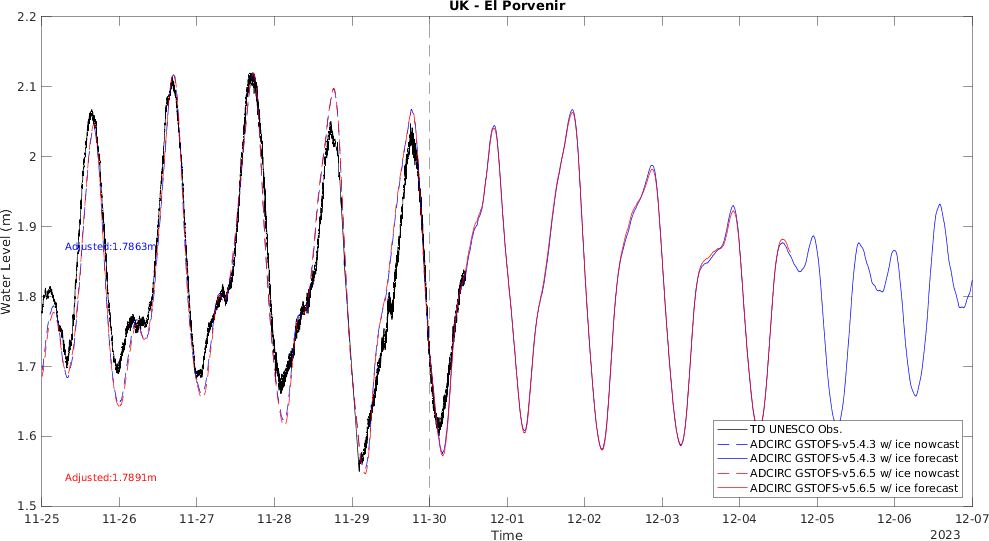 UK - El Porvenir
2.2
2.1
2
1.9
1.8
1.7
1.6
1.5
Water Level (m)
Adjusted:1.7863m
Adjusted:1.7891m
TD UNESCO Obs.
ADCIRC GSTOFS-v5.4.3 w/ ice nowcast
ADCIRC GSTOFS-v5.4.3 w/ ice forecast
ADCIRC GSTOFS-v5.6.5 w/ ice nowcast
ADCIRC GSTOFS-v5.6.5 w/ ice forecast
11-25 11-26 11-27 11-28 11-29 11-30 12-01 12-02 12-03 12-04 12-05 12-06 12-07
Time
2023